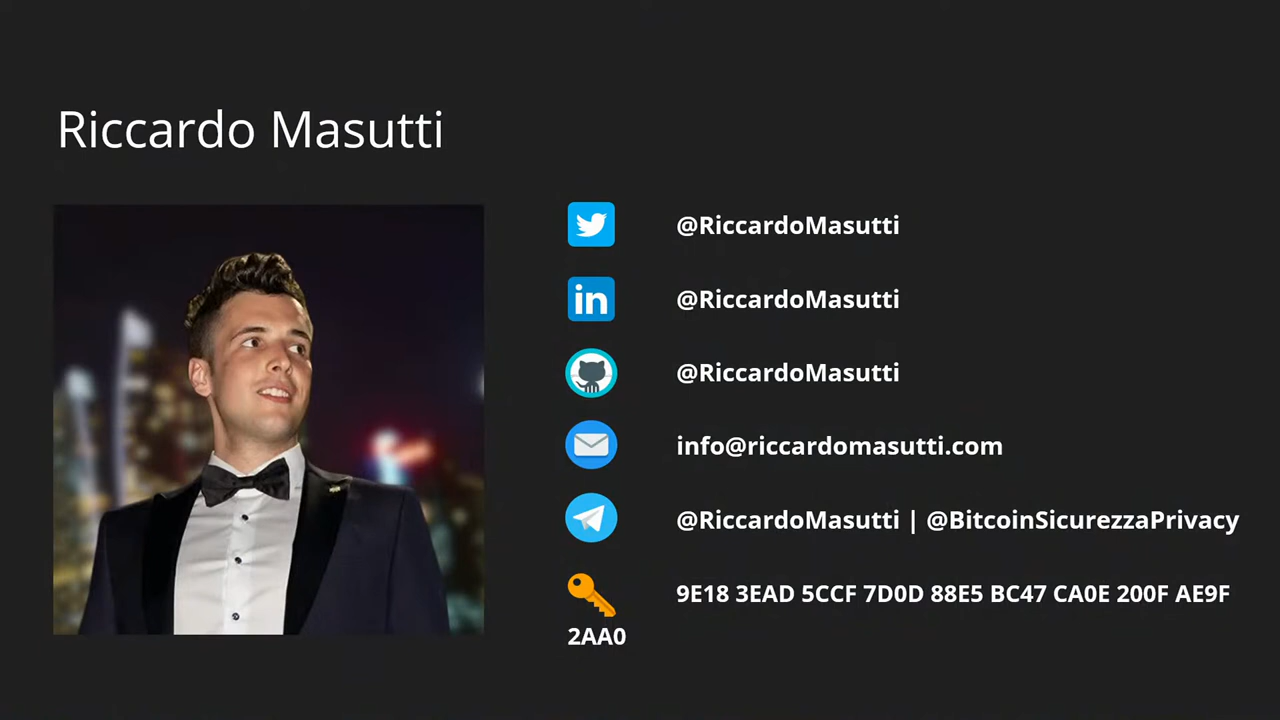 Riccardo Masutti
@RiccardoMasutti
in @RiccardoMasutti
@RiccardoMasutti
info@riccardomasutti.com
@RiccardoMasutti | @BitcoinSicurezzaPrivacy
9E18 3EAD 5CCF 7D0D 88E5 BC47 CA0E 200F AE9F
2AA0